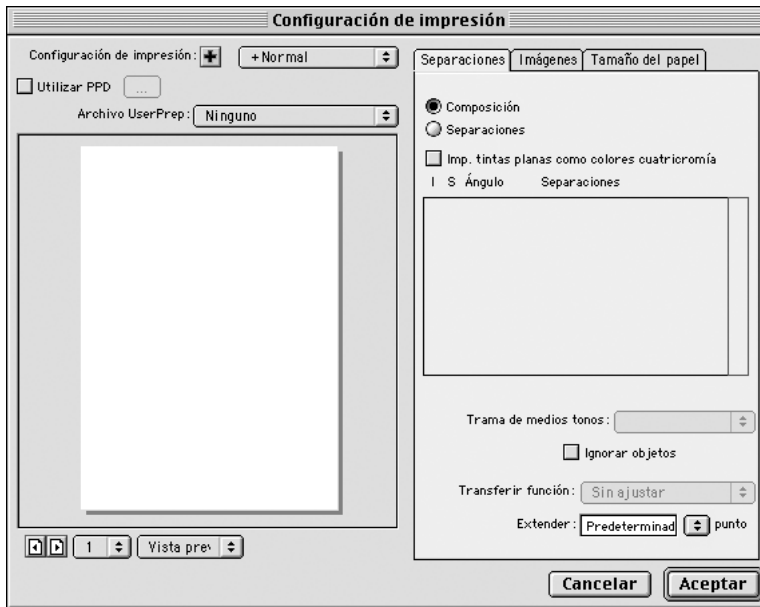 Configuración de impresión
Configuración de impresión:
+Normal
Utilizar PPD
...
Archivo UserPrep:
Ninguno
1
Vista prev
Separaciones
Imágenes
Tamaño del papel
Composición
Separaciones
Imp. tintas planas como colores cuatricromía
I S Ángulo Separaciones
Trama de medios tonos:
Ignorar objetos
Transferir función:
Sin ajustar
Extender:
Predeterminad
punto
Cancelar
Aceptar